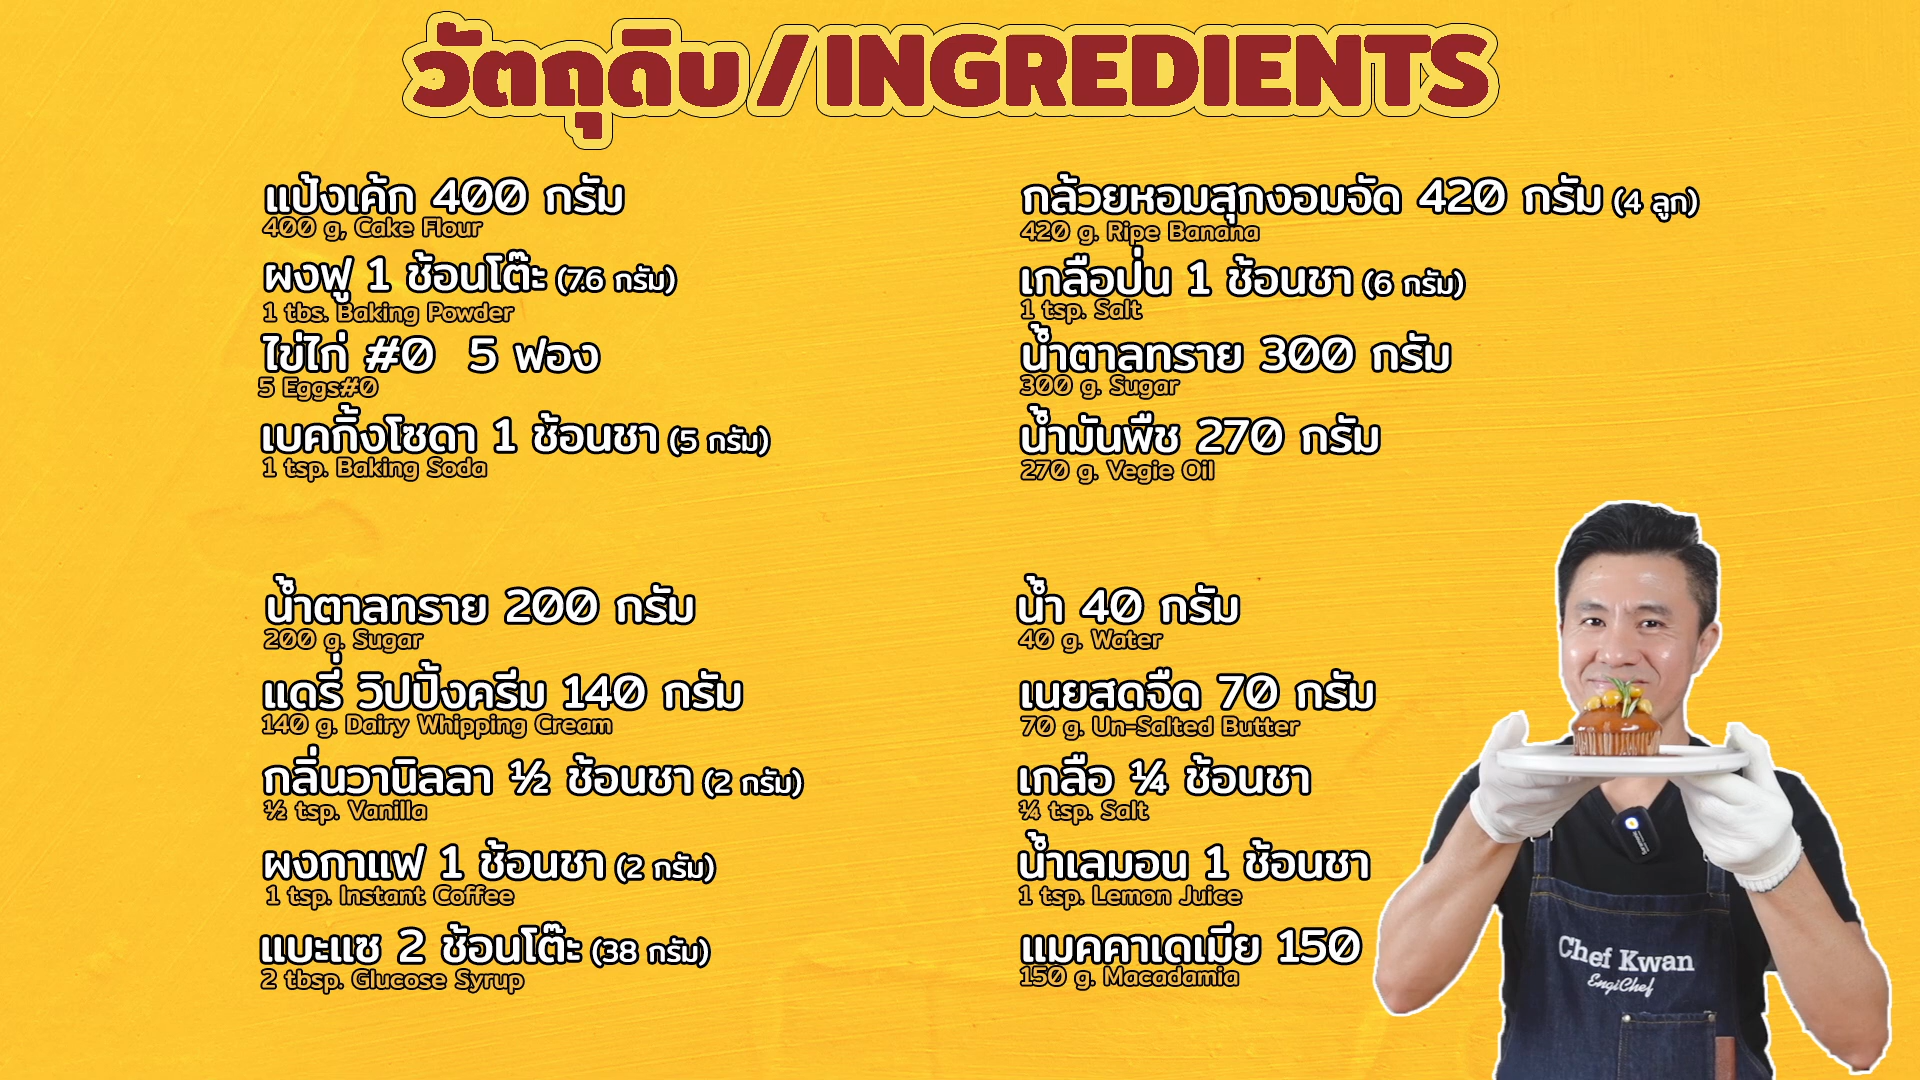 วัตถุดิบ/INGREDIENTS
แป้งเค้ก 400 กรัม
400 g, Cake Flour
ผงฟู 1 ช้อนโต๊ะ (7.6 กรัม)
1 tbs. Baking Powder
ไข่ไก่ #0 5 ฟอง
5 Eggs#0
เบคกิ้งโซดา 1 ช้อนชา (5 กรัม)
1 tsp. Baking Soda
กล้วยหอมสุกงอมจัด 420 กรัม (4 ลูก)
420 g. Ripe Banana
เกลือป่น 1 ช้อนชา (6 กรัม)
1 tsp. Salt
น้ำตาลทราย 300 กรัม
300 g. Sugar
น้ำมันพืช 270 กรัม
270 g. Vegie Oil
น้ำตาลทราย 200 กรัม
200 g. Sugar
แดรี่ วิปปิ้งครีม 140 กรัม
140 g. Dairy Whipping Cream
กลิ่นวานิลลา ½ ช้อนชา (2 กรัม)
½ tsp. Vanilla
ผงกาแฟ 1 ช้อนชา (2 กรัม)
1 tsp. Instant Coffee
แบะแซ 2 ช้อนโต๊ะ (38 กรัม)
2 tbsp. Glucose Syrup
น้ำ 40 กรัม
40 g. Water
เนยสดจืด 70 กรัม
70 g. Un-Salted Butter
เกลือ ¼ ช้อนชา
¼ tsp. Salt
น้ำเลมอน 1 ช้อนชา
1 tsp. Lemon Juice
แมคคาเดเมีย 150
150 g. Macadamia
Chef Kwan
EngiChef